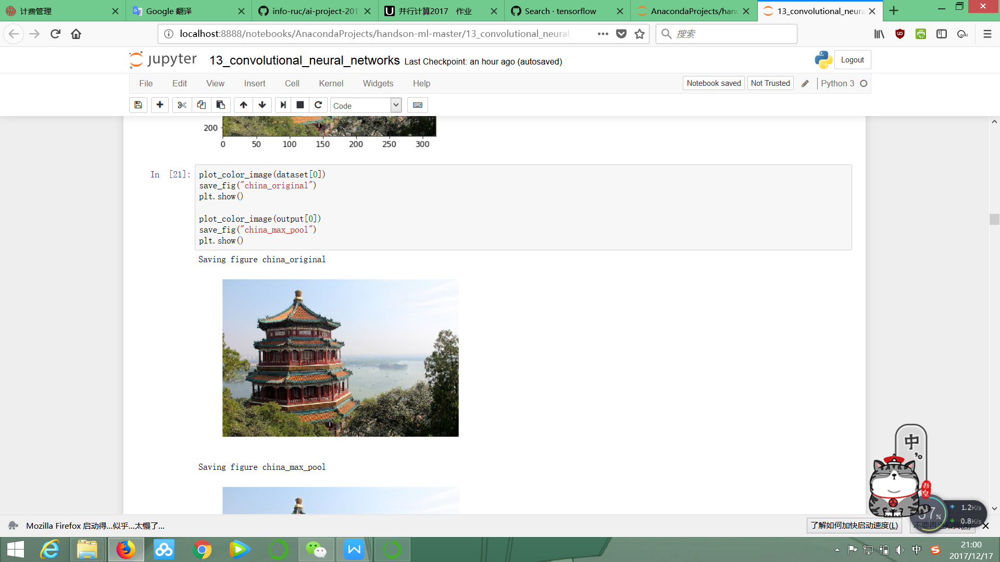 计费管理
Google 翻译
info-ruc/ai-project-201
并行计算2017 作业
Search · tensorflow
AnacondaProjects/hand
13_convolutional_neura
localhost:8888/notebooks/AnacondaProjects/handson-ml-master/13_convolutional_neural_
搜索
jupyter 13_convolutional_neural_networks Last Checkpoint: an hour ago (autosaved)
Logout
File Edit View Insert Cell Kernel Widgets Help
Notebook saved Not Trusted Python 3
Code
200
0 50 100 150 200 250 300
In [21]:
plot_color_image(dataset[0])
save_fig("china_original")
plt.show()
plot_color_image(output[0])
save_fig("china_max_pool")
plt.show()
Saving figure china_original
Saving figure china_max_pool
中
1.2K/s
0.8K/s
Mozilla Firefox 启动得...似乎...太慢了...
了解如何加快启动速度(L)
不要再通知我(A)
中
21:00
2017/12/17